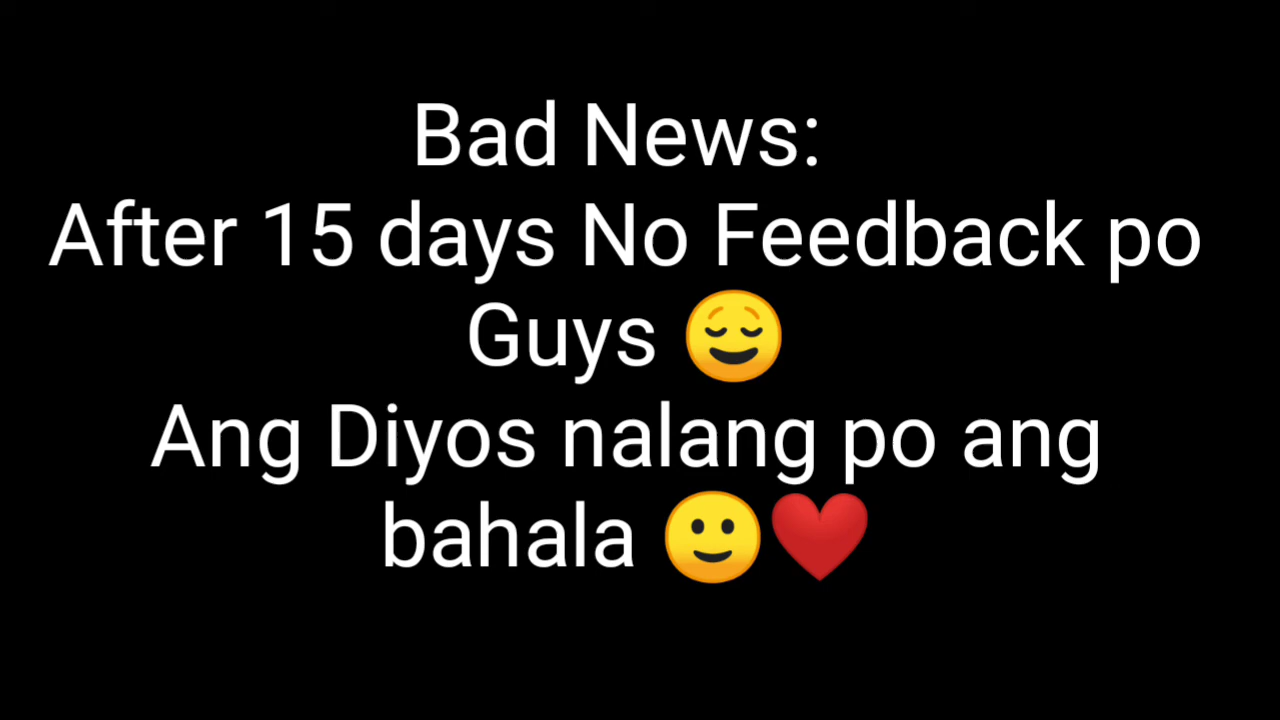 Bad News:
After 15 days No Feedback po
Guys 😌
Ang Diyos nalang po ang
bahala 🙂❤️